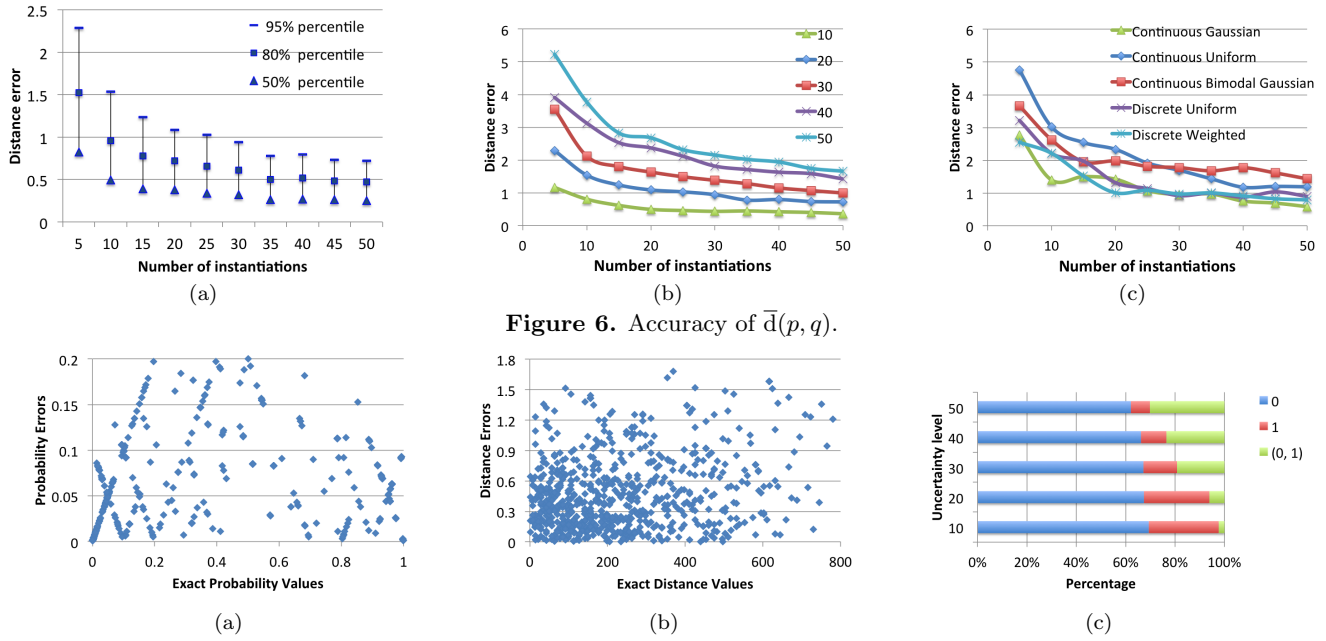 2.5
2
1.5
1
0.5
0
Distance error
95% percentile
80% percentile
50% percentile
5 10 15 20 25 30 35 40 45 50
Number of instantiations
(a)
6
5
4
3
2
1
0
Distance error
10
20
30
40
50
0 10 20 30 40 50
Number of instantiations
(b)
6
5
4
3
2
1
0
Distance error
Continuous Gaussian
Continuous Uniform
Continuous Bimodal Gaussian
Discrete Uniform
Discrete Weighted
0 10 20 30 40 50
Number of instantiations
(c)
Figure 6. Accuracy of d̅(p, q).
0.2
0.15
0.1
0.05
0
Probability Errors
0 0.2 0.4 0.6 0.8 1
Exact Probability Values
(a)
1.8
1.5
1.2
0.9
0.6
0.3
0
Distance Errors
0 200 400 600 800
Exact Distance Values
(b)
Uncertainty level
50
40
30
20
10
0% 20% 40% 60% 80% 100%
Percentage
0
1
(0, 1)
(c)